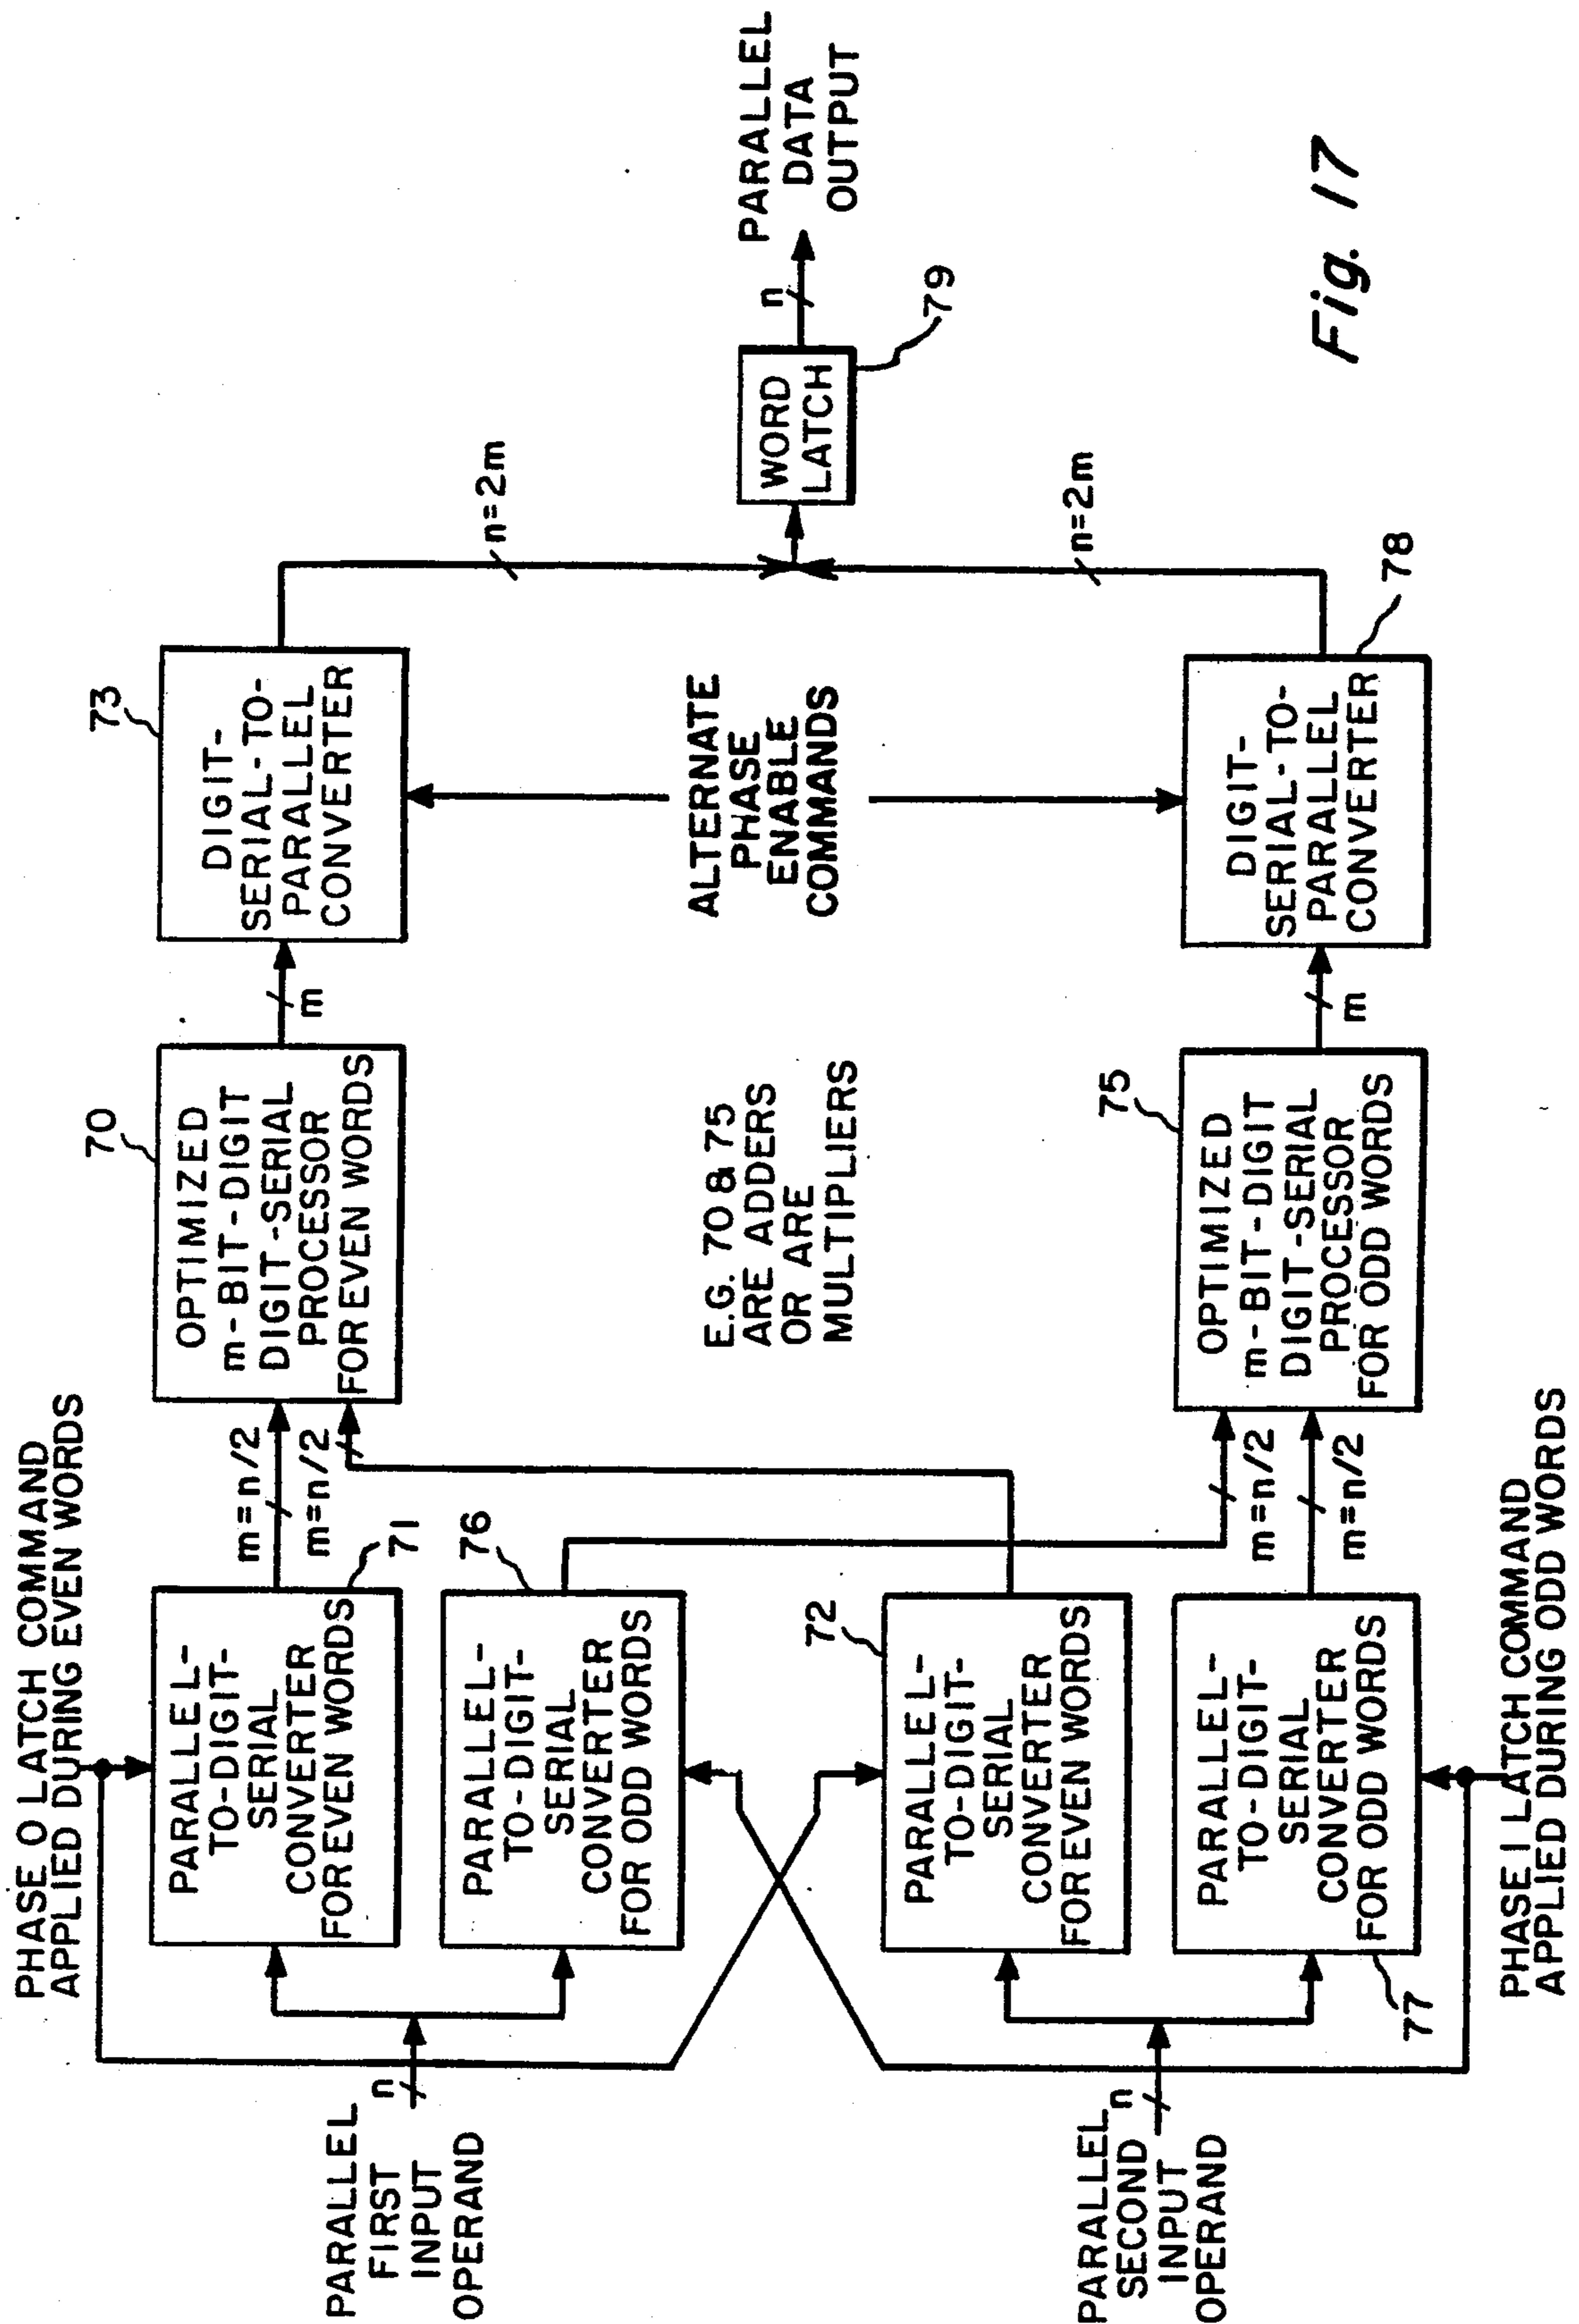 PHASE 0 LATCH COMMAND
APPLIED DURING EVEN WORDS
PARALLEL
FIRST
INPUT
OPERAND
n
PARALLEL-
TO-DIGIT-
SERIAL
CONVERTER
FOR EVEN WORDS
71
m=n/2
m=n/2
OPTIMIZED
m-BIT-DIGIT
DIGIT-SERIAL
PROCESSOR
FOR EVEN WORDS
70
m
DIGIT-
SERIAL-TO-
PARALLEL
CONVERTER
73
n=2m
PARALLEL-
TO-DIGIT-
SERIAL
CONVERTER
FOR ODD WORDS
76
E.G. 70 & 75
ARE ADDERS
OR ARE
MULTIPLIERS
ALTERNATE
PHASE
ENABLE
COMMANDS
WORD
LATCH
79
n
PARALLEL
DATA
OUTPUT
PARALLEL
SECOND
INPUT
OPERAND
n
PARALLEL-
TO-DIGIT-
SERIAL
CONVERTER
FOR EVEN WORDS
72
PARALLEL-
TO-DIGIT-
SERIAL
CONVERTER
FOR ODD WORDS
77
m=n/2
m=n/2
OPTIMIZED
m-BIT-DIGIT
DIGIT-SERIAL
PROCESSOR
FOR ODD WORDS
75
m
DIGIT-
SERIAL-TO-
PARALLEL
CONVERTER
78
n=2m
PHASE 1 LATCH COMMAND
APPLIED DURING ODD WORDS
Fig. 17